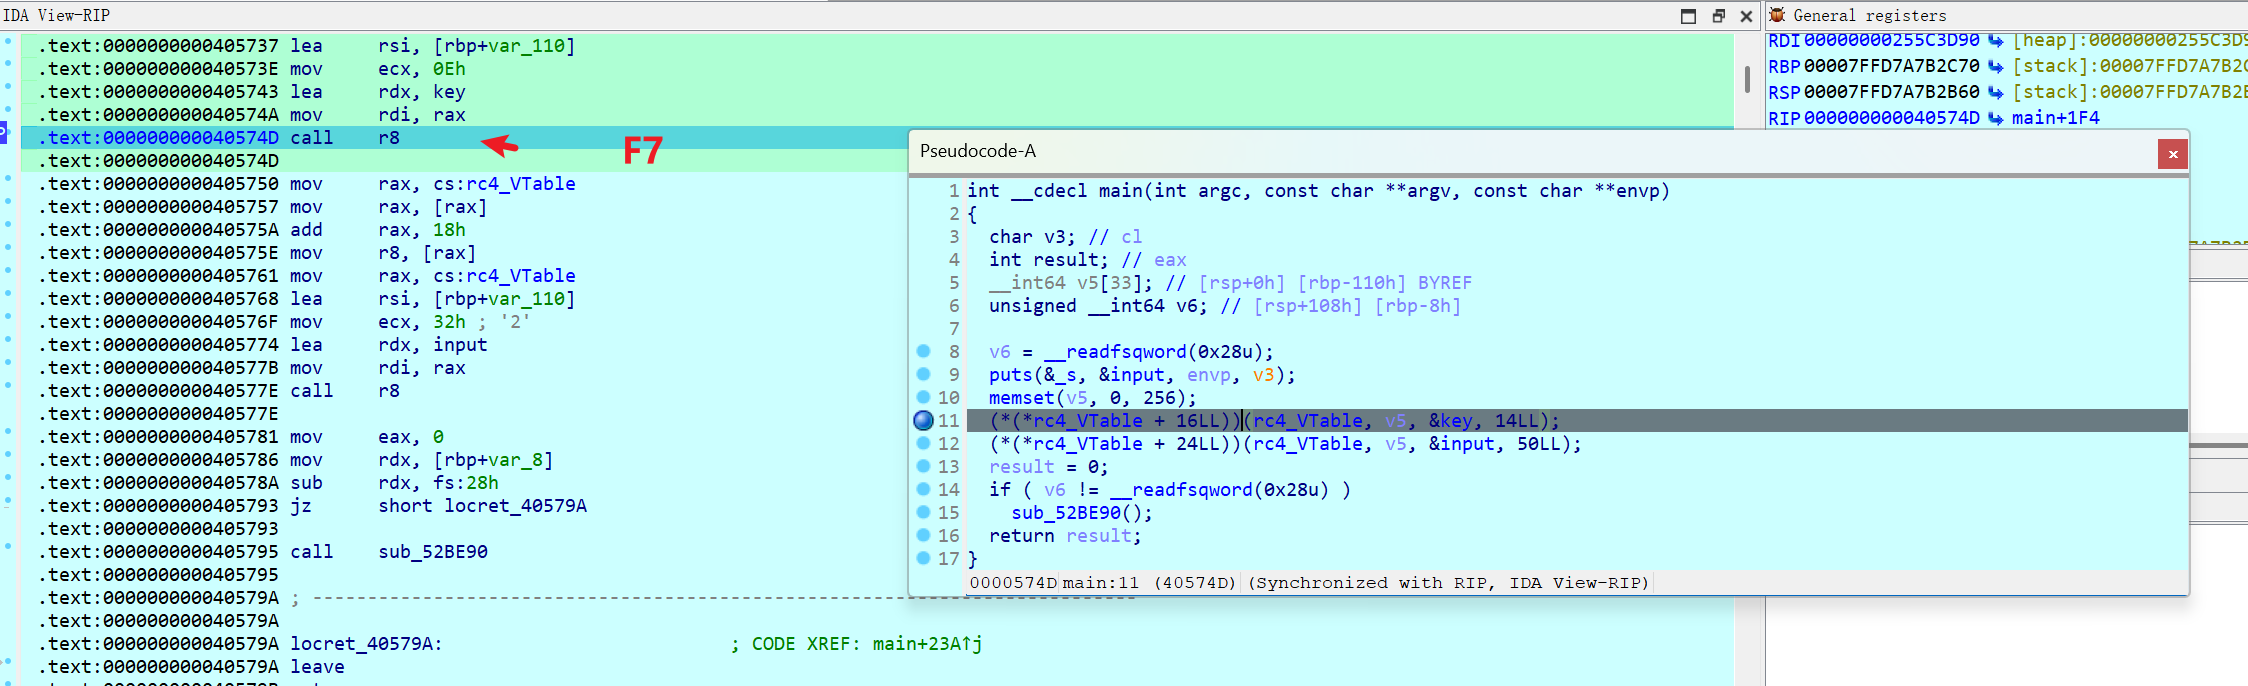 IDA View-RIP
.text:0000000000405737 lea rsi, [rbp+var_110]
.text:000000000040573E mov ecx, 0Eh
.text:0000000000405743 lea rdx, key
.text:000000000040574A mov rdi, rax
.text:000000000040574D call r8
.text:000000000040574D
.text:0000000000405750 mov rax, cs:rc4_VTable
.text:0000000000405757 mov rax, [rax]
.text:000000000040575A add rax, 18h
.text:000000000040575E mov r8, [rax]
.text:0000000000405761 mov rax, cs:rc4_VTable
.text:0000000000405768 lea rsi, [rbp+var_110]
.text:000000000040576F mov ecx, 32h ; '2'
.text:0000000000405774 lea rdx, input
.text:000000000040577B mov rdi, rax
.text:000000000040577E call r8
.text:000000000040577E
.text:0000000000405781 mov eax, 0
.text:0000000000405786 mov rdx, [rbp+var_8]
.text:000000000040578A sub rdx, fs:28h
.text:0000000000405793 jz short locret_40579A
.text:0000000000405793
.text:0000000000405795 call sub_52BE90
.text:0000000000405795
.text:000000000040579A ; ---------------------------------------------------------------------------
.text:000000000040579A
.text:000000000040579A locret_40579A: ; CODE XREF: main+23A↑j
.text:000000000040579A leave
F7
General registers
RDI 00000000255C3D90 [heap]:00000000255C3D9
RBP 00007FFD7A7B2C70 [stack]:00007FFD7A7B2C
RSP 00007FFD7A7B2B60 [stack]:00007FFD7A7B2B
RIP 000000000040574D main+1F4
Pseudocode-A
1 int __cdecl main(int argc, const char **argv, const char **envp)
2 {
3 char v3; // cl
4 int result; // eax
5 __int64 v5[33]; // [rsp+0h] [rbp-110h] BYREF
6 unsigned __int64 v6; // [rsp+108h] [rbp-8h]
7
8 v6 = __readfsqword(0x28u);
9 puts(&_s, &input, envp, v3);
10 memset(v5, 0, 256);
11 (*(*rc4_VTable + 16LL))(rc4_VTable, v5, &key, 14LL);
12 (*(*rc4_VTable + 24LL))(rc4_VTable, v5, &input, 50LL);
13 result = 0;
14 if ( v6 != __readfsqword(0x28u) )
15 sub_52BE90();
16 return result;
17 }
0000574D main:11 (40574D) (Synchronized with RIP, IDA View-RIP)